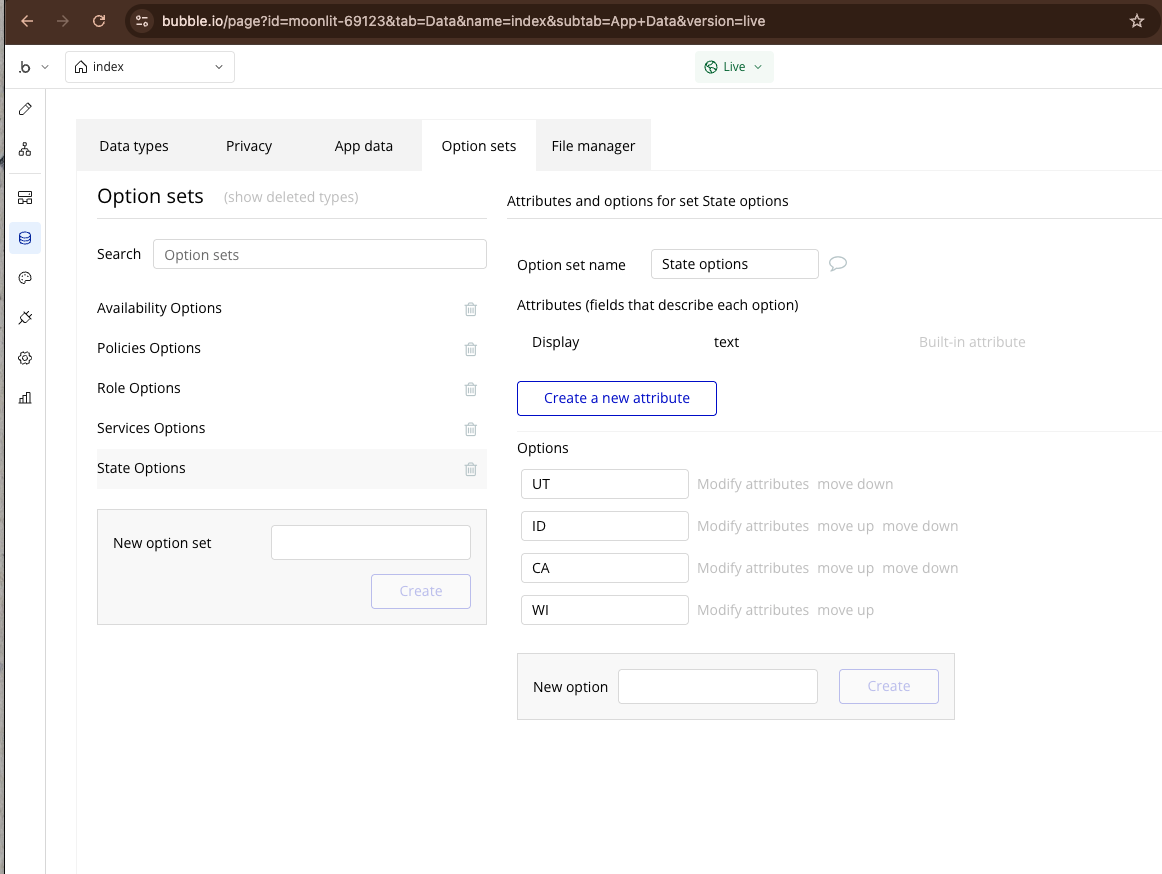 bubble.io/page?id=moonlit-69123&tab=Data&name=index&subtab=App+Data&version=live
.b index Live
Data types Privacy App data Option sets File manager
Option sets (show deleted types)
Search Option sets
Availability Options
Policies Options
Role Options
Services Options
State Options
New option set
Create
Attributes and options for set State options
Option set name State options
Attributes (fields that describe each option)
Display text Built-in attribute
Create a new attribute
Options
UT Modify attributes move down
ID Modify attributes move up move down
CA Modify attributes move up move down
WI Modify attributes move up
New option Create